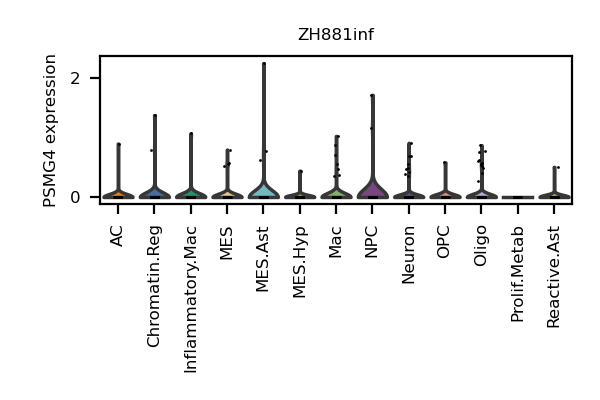 ZH881inf
PSMG4 expression
2
0
AC
Chromatin.Reg
Inflammatory.Mac
MES
MES.Ast
MES.Hyp
Mac
NPC
Neuron
OPC
Oligo
Prolif.Metab
Reactive.Ast